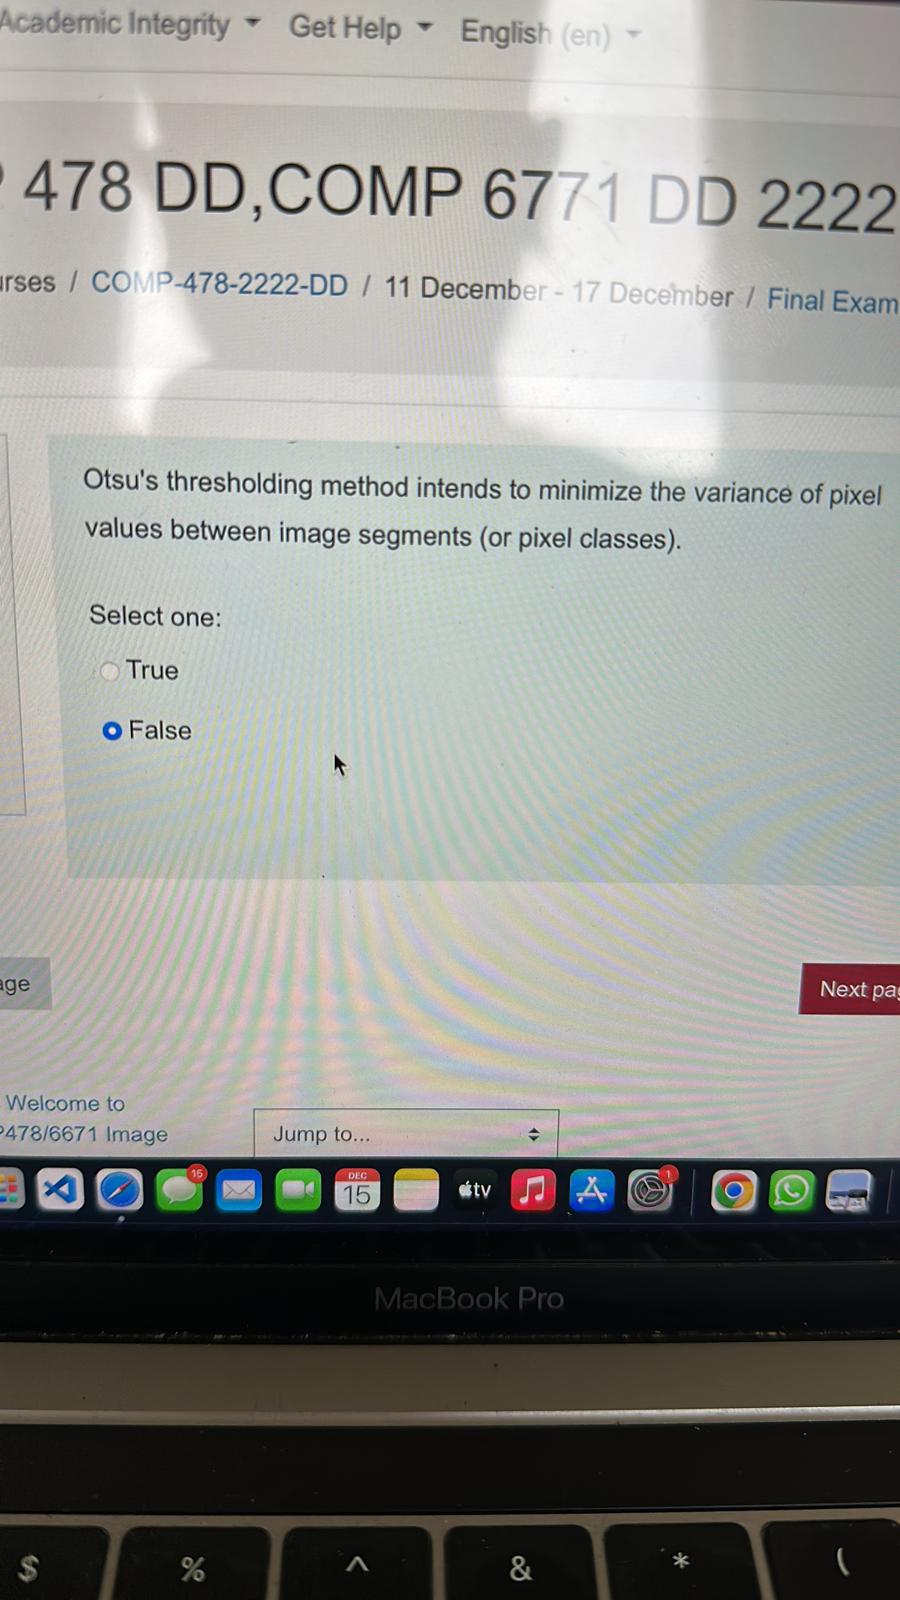 Academic Integrity Get Help English (en)
478 DD,COMP 6771 DD 2222
/ COMP-478-2222-DD / 11 December - 17 December / Final Exam
Otsu's thresholding method intends to minimize the variance of pixel
values between image segments (or pixel classes).
Select one:
True
False
Next
Welcome to
478/6671 Image
Jump to...
15
DEC
15
tv
1
MacBook Pro
$ % ^ & * (